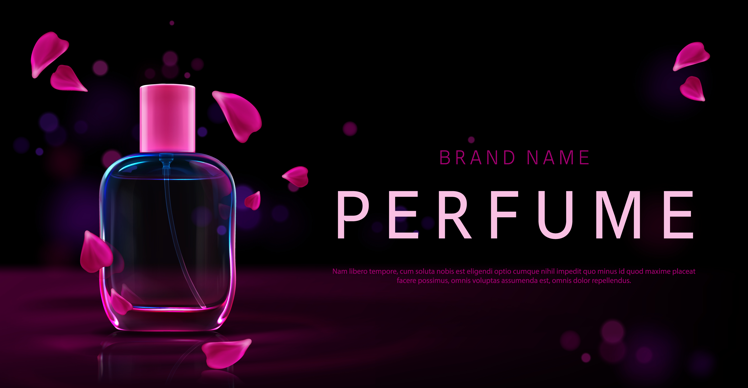 BRAND NAME
PERFUME
Nam libero tempore, cum soluta nobis est eligendi optio cumque nihil impedit quo minus id quod maxime placeat
facere possimus, omnis voluptas assumenda est, omnis dolor repellendus.